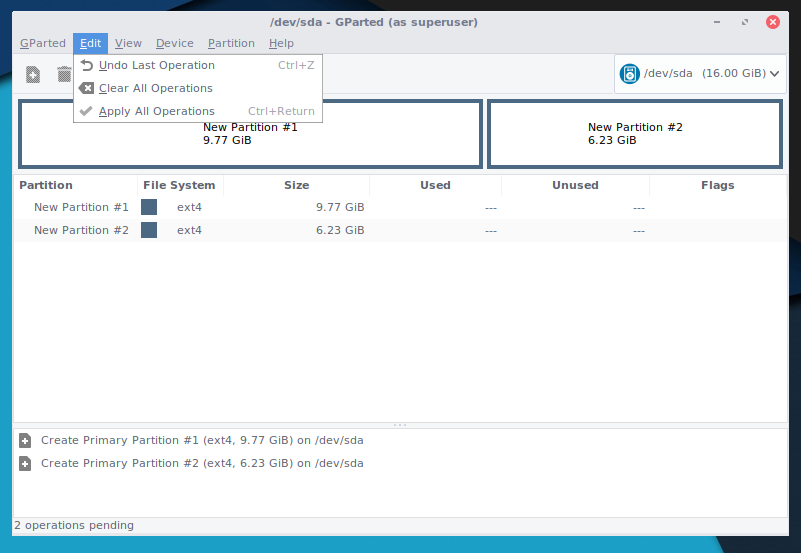 /dev/sda - GParted (as superuser)
GParted Edit View Device Partition Help
Undo Last Operation Ctrl+Z
Clear All Operations
Apply All Operations Ctrl+Return
/dev/sda (16.00 GiB)
New Partition #1
9.77 GiB
New Partition #2
6.23 GiB
Partition File System Size Used Unused Flags
New Partition #1 ext4 9.77 GiB --- ---
New Partition #2 ext4 6.23 GiB --- ---
Create Primary Partition #1 (ext4, 9.77 GiB) on /dev/sda
Create Primary Partition #2 (ext4, 6.23 GiB) on /dev/sda
2 operations pending